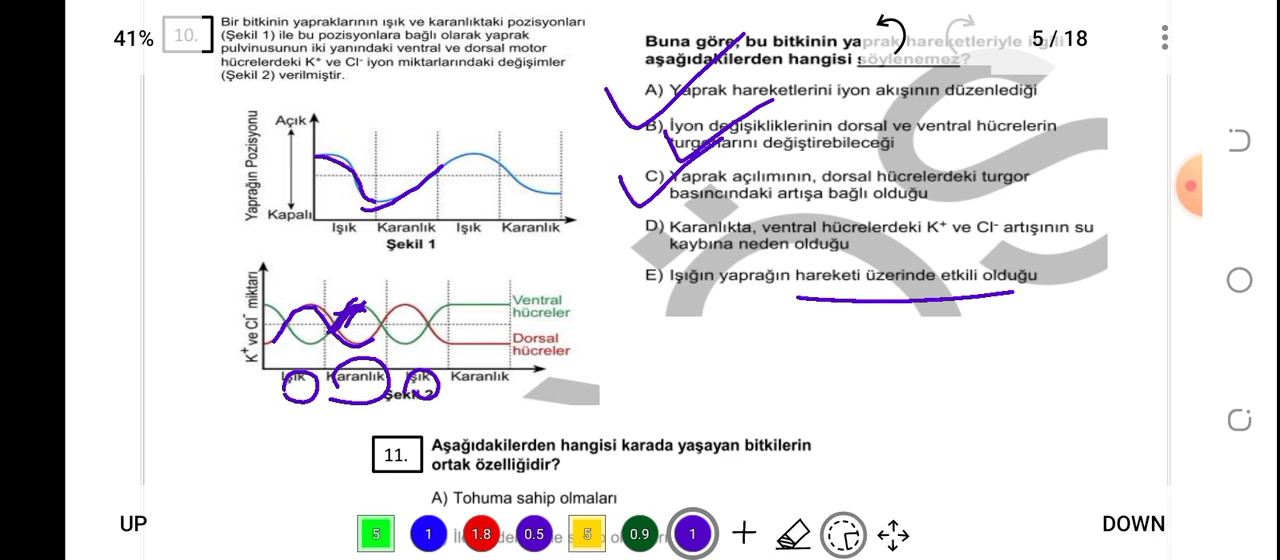 41%
10.
Bir bitkinin yapraklarının ışık ve karanlıktaki pozisyonları
(Şekil 1) ile bu pozisyonlara bağlı olarak yaprak
pulvinusunun iki yanındaki ventral ve dorsal motor
hücrelerdeki K⁺ ve Cl⁻ iyon miktarlarındaki değişimler
(Şekil 2) verilmiştir.
Yaprağın Pozisyonu
Açık
Kapalı
Işık Karanlık Işık Karanlık
Şekil 1
K⁺ ve Cl⁻ miktarı
Ventral
hücreler
Dorsal
hücreler
Işık Karanlık Işık Karanlık
Şekil 2
5 / 18
Buna göre, bu bitkinin yaprak hareketleriyle ilgili
aşağıdakilerden hangisi söylenemez?
A) Yaprak hareketlerini iyon akışının düzenlediği
B) İyon değişikliklerinin dorsal ve ventral hücrelerin
turgorlarını değiştirebileceği
C) Yaprak açılımının, dorsal hücrelerdeki turgor
basıncındaki artışa bağlı olduğu
D) Karanlıkta, ventral hücrelerdeki K⁺ ve Cl⁻ artışının su
kaybına neden olduğu
E) Işığın yaprağın hareketi üzerinde etkili olduğu
11.
Aşağıdakilerden hangisi karada yaşayan bitkilerin
ortak özelliğidir?
A) Tohuma sahip olmaları
UP
5 1 1.8 0.5 5 0.9 1
DOWN